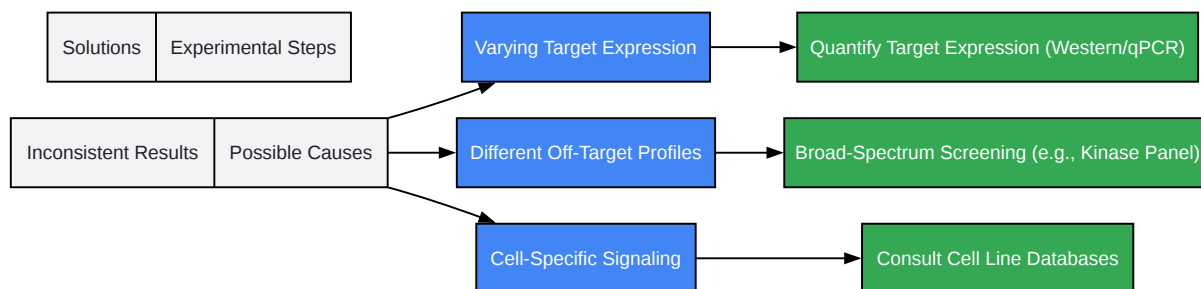 Solutions
Experimental Steps
Varying Target Expression
Quantify Target Expression (Western/qPCR)
Inconsistent Results
Possible Causes
Different Off-Target Profiles
Broad-Spectrum Screening (e.g., Kinase Panel)
Cell-Specific Signaling
Consult Cell Line Databases